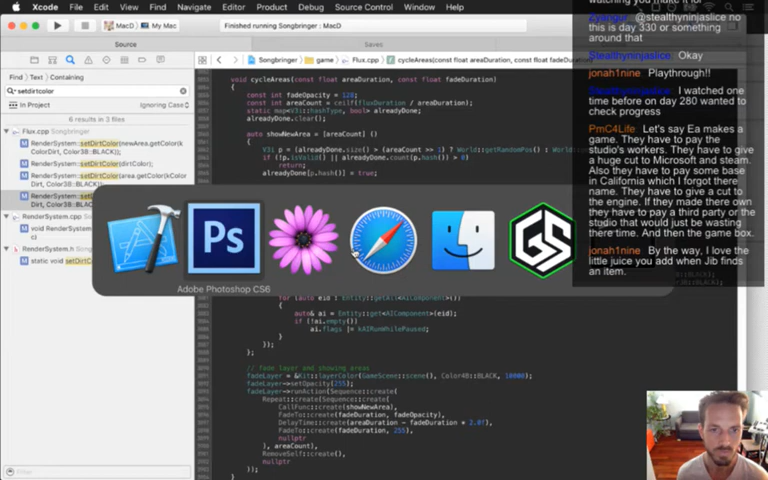 Xcode File Edit View Find Navigate Editor Product Debug Source Control Window Help
MacD My Mac
Finished running Songbringer : MacD
Source
Saves
Find Text Containing
setdirtcolor
In Project
Ignoring Case
6 results in 3 files
Flux.cpp
RenderSystem::setDirtColor(newArea.getColor(k
ColorDirt, Color3B::BLACK));
RenderSystem::setDirtColor(dirtColor);
RenderSystem::setDirtColor(area.getColor(kColor
Dirt, Color3B::BLACK));
Dirt, Color3B::BLACK));
RenderSystem.cpp
RenderSystem.h
static void setDirtC
Songbringer
game
Flux.cpp
cycleAreas(const float areaDuration, const float fadeDuration)
void cycleAreas(const float areaDuration, const float fadeDuration)
{
const int fadeOpacity = 128;
const int areaCount = ceilf(fluxDuration / areaDuration);
static map<V3i::hashType, bool> alreadyDone;
alreadyDone.clear();
auto showNewArea = [areaCount] ()
{
V3i p = (alreadyDone.size() > (areaCount >> 1) ? World::getRandomPos() :
if (!p.isValid() || alreadyDone.count(p.hash()) > 0)
return;
alreadyDone[p.hash()] = true;
Adobe Photoshop CS6
Ps
GS
for (auto eid : Entity::getAll<AIComponent>())
{
auto& ai = Entity::get<AIComponent>(eid);
if (!ai.empty())
ai.flags |= kAIRunWhilePaused;
}
});
};
// fade layer and showing areas
fadeLayer = &Kit::layerColor(GameScene::scene(), Color4B::BLACK, 10000);
fadeLayer->setOpacity(255);
fadeLayer->runAction(Sequence::create(
Repeat::create(Sequence::create(
CallFunc::create(showNewArea),
FadeTo::create(fadeDuration, fadeOpacity),
DelayTime::create(areaDuration - fadeDuration * 2.0f),
FadeTo::create(fadeDuration, 255),
nullptr
), areaCount),
RemoveSelf::create(),
nullptr
));
watching you make it lol
Zyangur @stealthyninjaslice no
this is day 330 or something
around that
Stealthyninjaslice Okay
jonah1nine Playthrough!!
Stealthyninjaslice I watched one
time before on day 280 wanted to
check progress
PmC4Life Let's say Ea makes a
game. They have to pay the
studio's workers. They have to
give a huge cut to Microsoft and steam.
Also they have to pay some base
in California which I forgot there
name. They have to give a cut to
the engine. If they made there own
they have to pay a third party or the
studio that would just be wasting
there time. And then the game box.
jonah1nine By the way, I love the
little juice you add when Jib finds
an item.